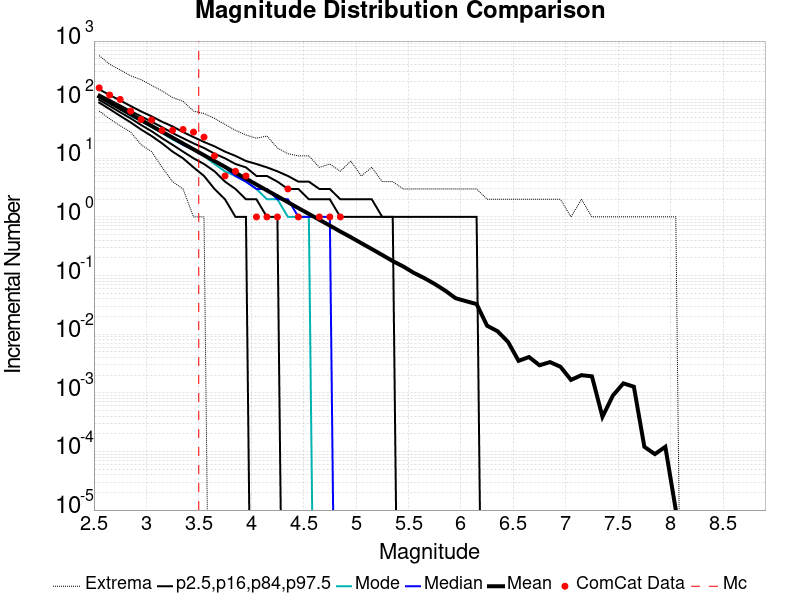 Magnitude Distribution Comparison
10^3
10^2
10^1
10^0
10^-1
10^-2
10^-3
10^-4
10^-5
Incremental Number
2.5 3 3.5 4 4.5 5 5.5 6 6.5 7 7.5 8 8.5
Magnitude
Extrema p2.5,p16,p84,p97.5 Mode Median Mean ComCat Data Mc